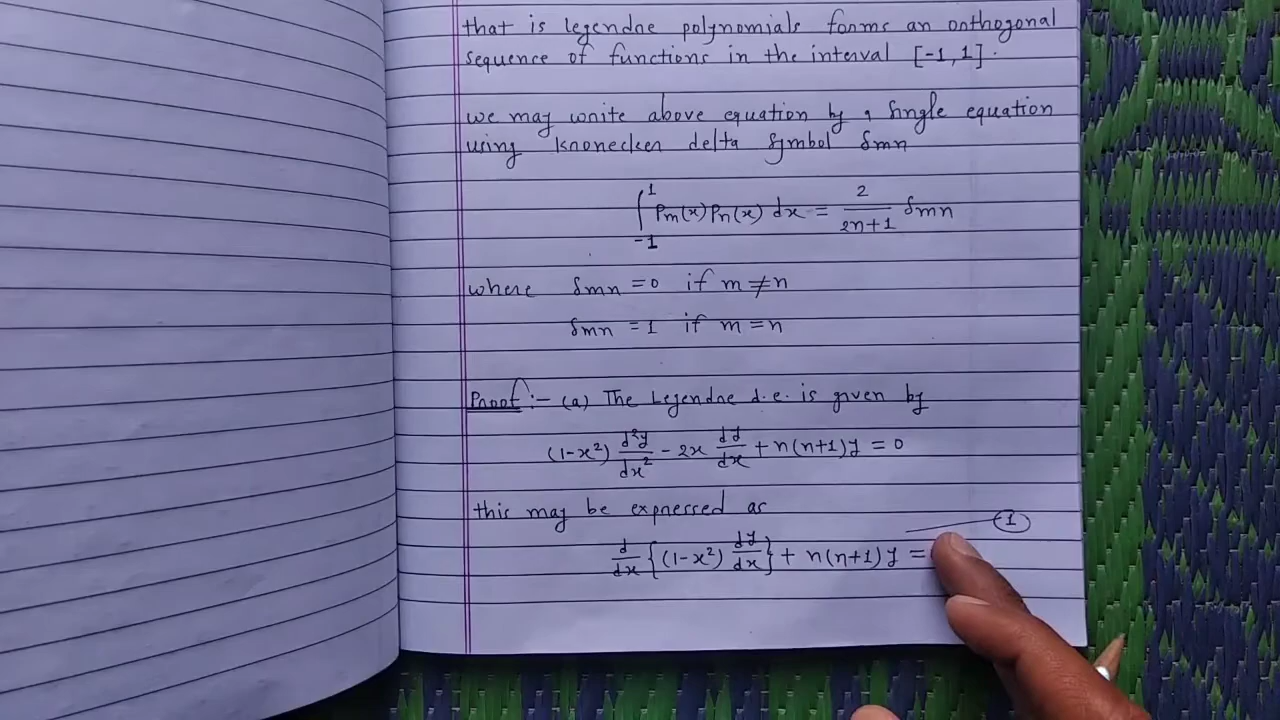 that is legendre polynomials forms an orthogonal
sequence of functions in the interval [-1,1].
we may write above equation by a single equation
using kronecker delta symbol δmn
∫_{-1}^{1} Pm(x)Pn(x) dx = 2/(2n+1) δmn
where δmn = 0 if m ≠ n
δmn = 1 if m = n
Proof :- (a) The Legendre d.e. is given by
(1-x²) d²y/dx² - 2x dy/dx + n(n+1)y = 0
this may be expressed as
d/dx {(1-x²) dy/dx} + n(n+1)y = ①